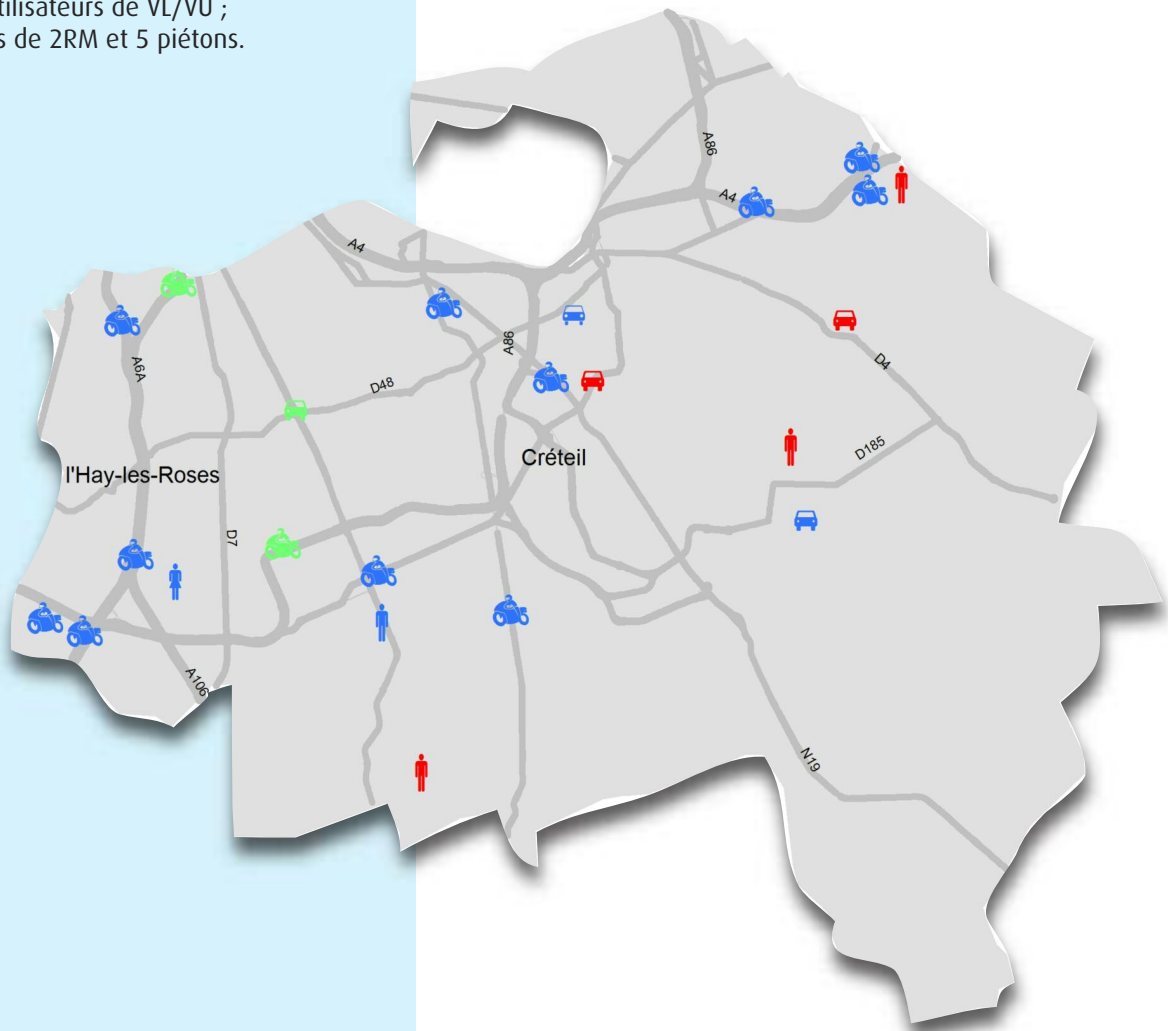 tilisateurs de VL/VU ;
s de 2RM et 5 piétons.
A86
A4
A4
A6A
A86
D48
D4
D185
Créteil
l'Hay-les-Roses
D7
A106
N19